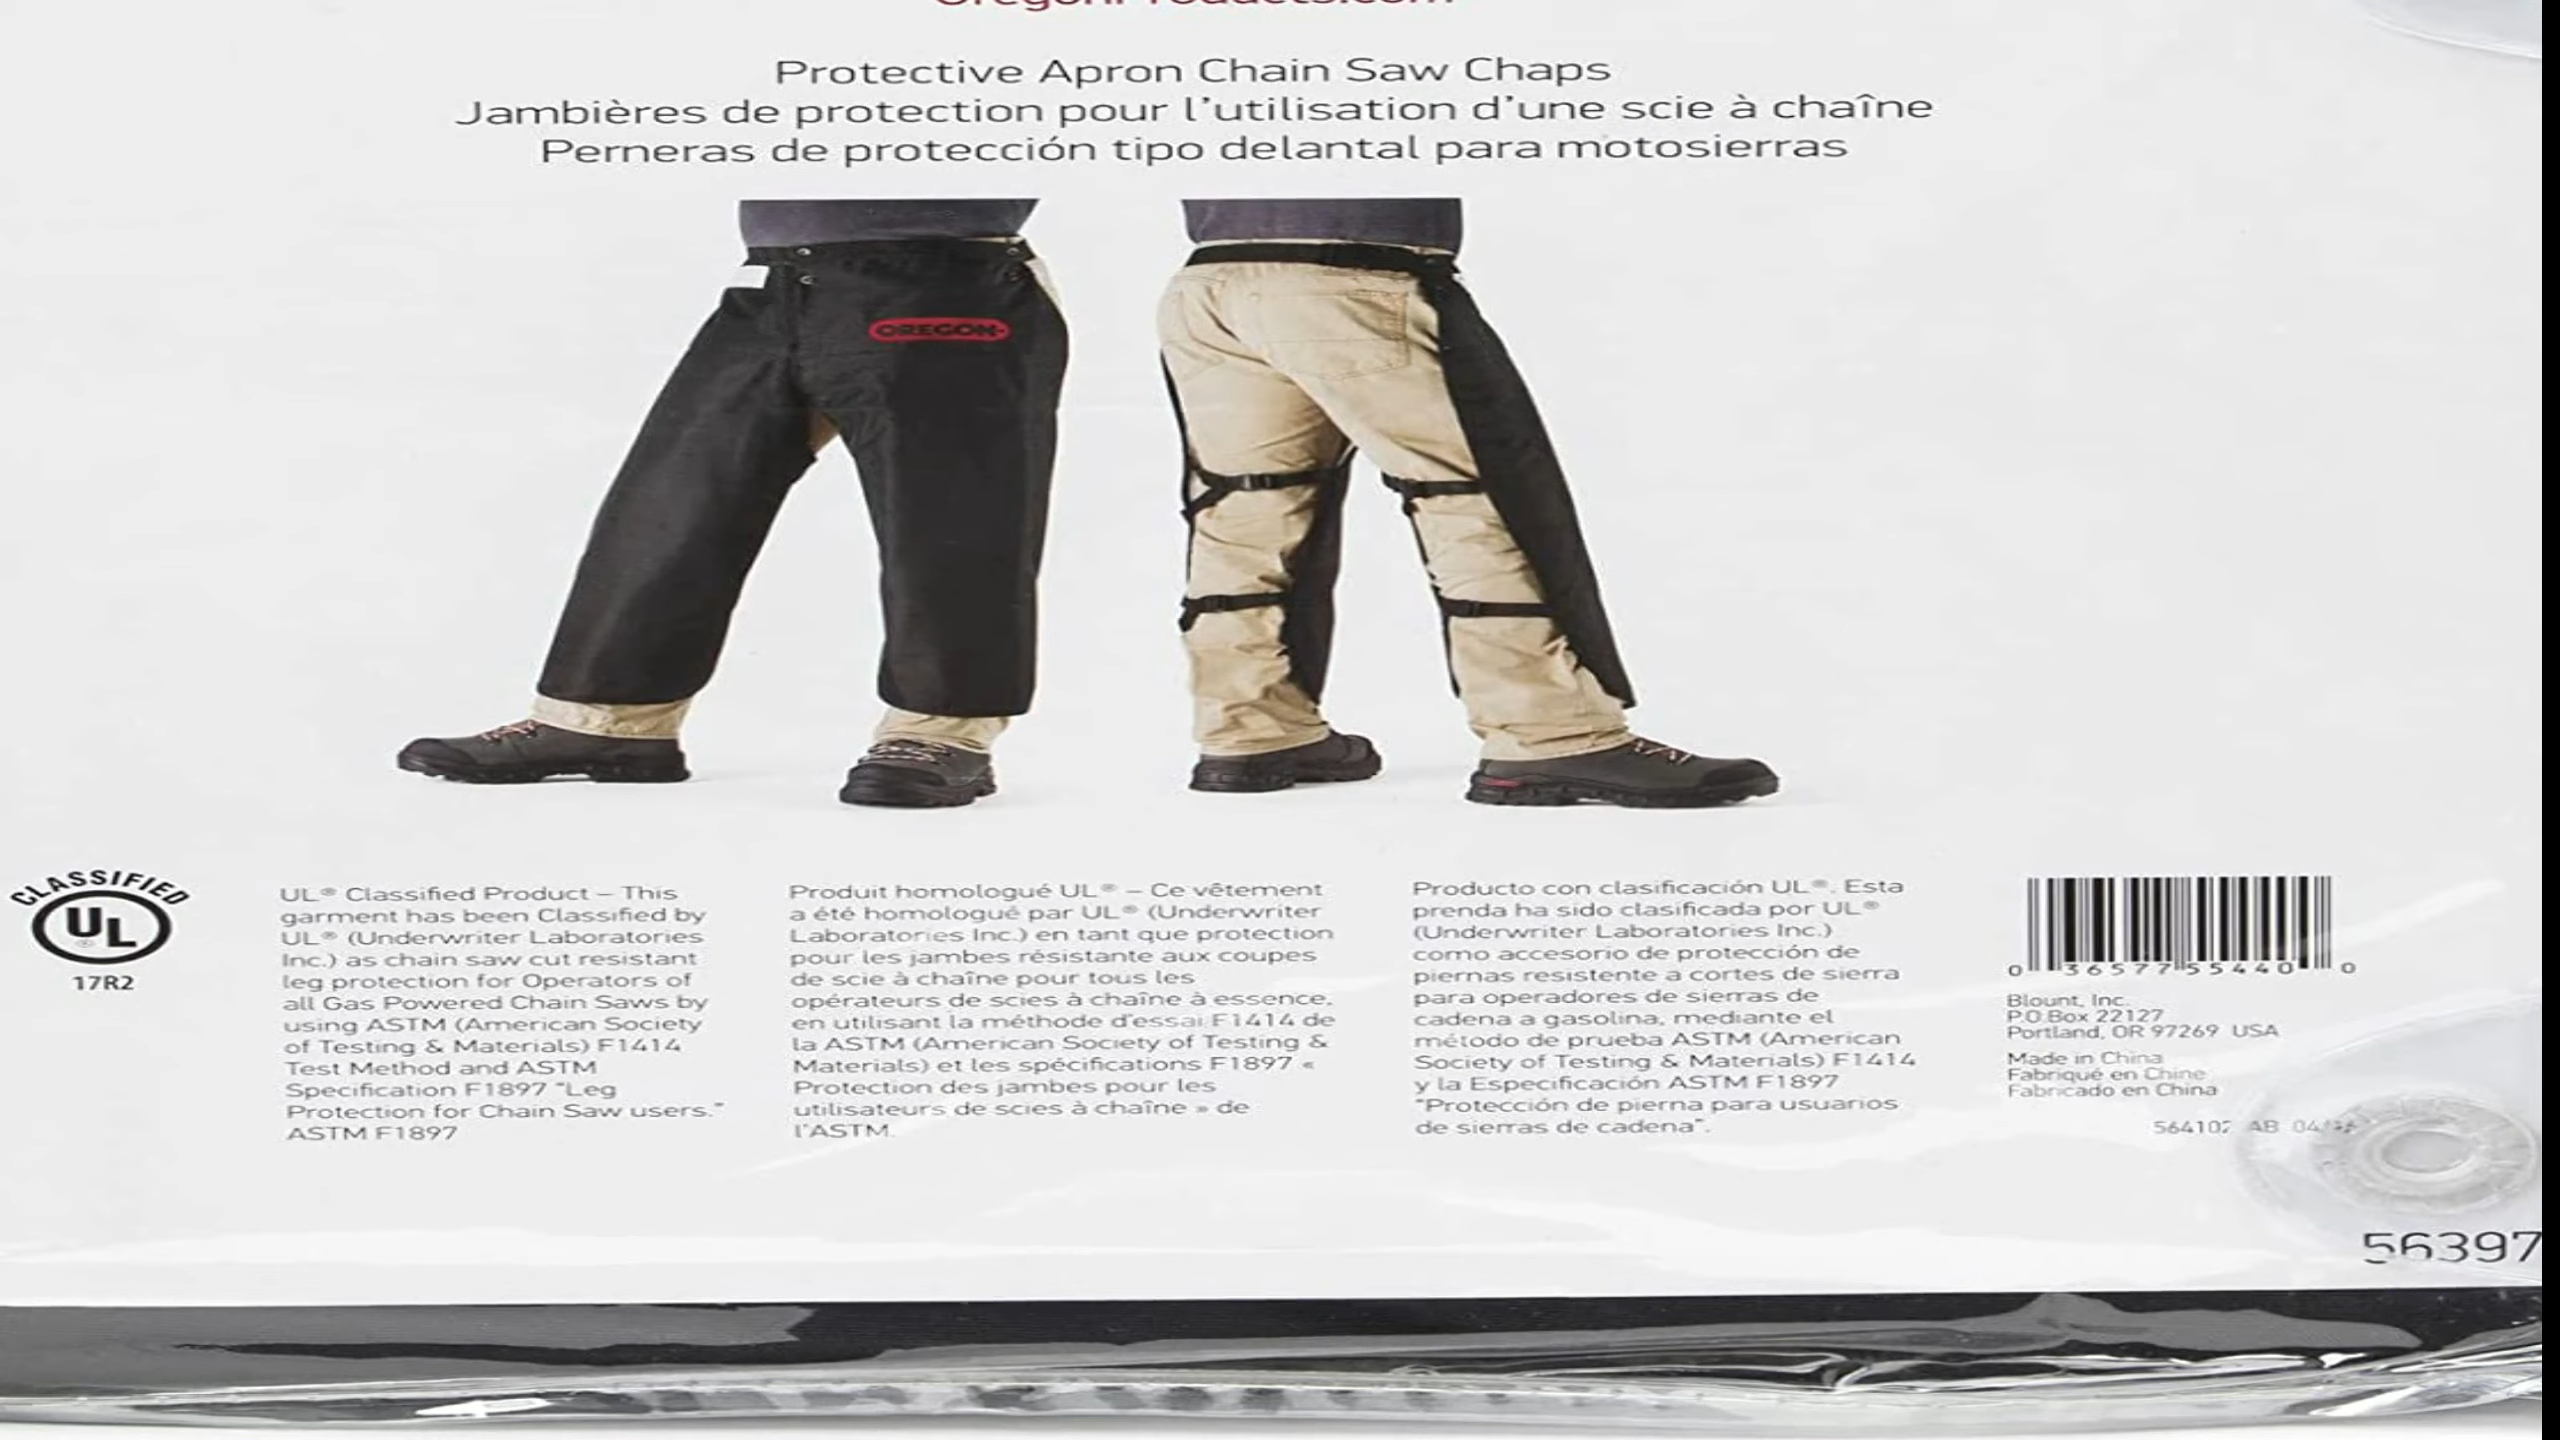 OregonProducts.com
Protective Apron Chain Saw Chaps
Jambières de protection pour l'utilisation d'une scie à chaîne
Perneras de protección tipo delantal para motosierras
OREGON
CLASSIFIED
UL®
17R2
UL® Classified Product – This
garment has been Classified by
UL® (Underwriter Laboratories
Inc.) as chain saw cut resistant
leg protection for Operators of
all Gas Powered Chain Saws by
using ASTM (American Society
of Testing & Materials) F1414
Test Method and ASTM
Specification F1897 "Leg
Protection for Chain Saw users."
ASTM F1897
Produit homologué UL® – Ce vêtement
a été homologué par UL® (Underwriter
Laboratories Inc.) en tant que protection
pour les jambes résistante aux coupes
de scie à chaîne pour tous les
opérateurs de scies à chaîne à essence,
en utilisant la méthode d'essai F1414 de
la ASTM (American Society of Testing &
Materials) et les spécifications F1897 «
Protection des jambes pour les
utilisateurs de scies à chaîne » de
l'ASTM.
Producto con clasificación UL®. Esta
prenda ha sido clasificada por UL®
(Underwriter Laboratories Inc.)
como accesorio de protección de
piernas resistente a cortes de sierra
para operadores de sierras de
cadena a gasolina, mediante el
método de prueba ASTM (American
Society of Testing & Materials) F1414
y la Especificación ASTM F1897
"Protección de pierna para usuarios
de sierras de cadena".
0 36577 55440 0
Blount, Inc.
P.O.Box 22127
Portland, OR 97269 USA
Made in China
Fabriqué en Chine
Fabricado en China
AB
56397